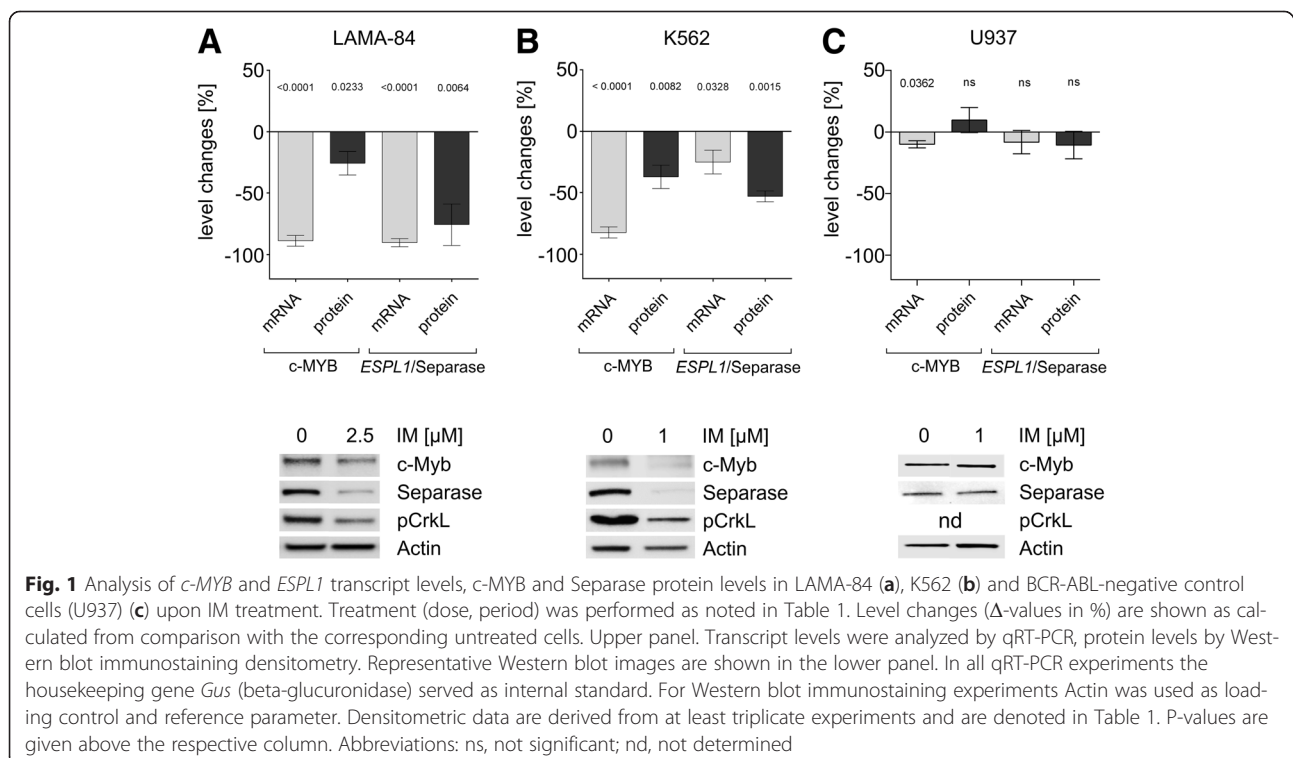 A LAMA-84 B K562 C U937
50 50 50
<0.0001 0.0233 <0.0001 0.0064 < 0.0001 0.0082 0.0328 0.0015 0.0362 ns ns ns
0 0 0
-50 -50 -50
-100 -100 -100
level changes [%] level changes [%] level changes [%]
mRNA protein mRNA protein mRNA protein mRNA protein mRNA protein mRNA protein
c-MYB ESPL1/Separase c-MYB ESPL1/Separase c-MYB ESPL1/Separase
0 2.5 IM [µM] 0 1 IM [µM] 0 1 IM [µM]
c-Myb c-Myb c-Myb
Separase Separase Separase
pCrkL pCrkL nd pCrkL
Actin Actin Actin
Fig. 1 Analysis of c-MYB and ESPL1 transcript levels, c-MYB and Separase protein levels in LAMA-84 (a), K562 (b) and BCR-ABL-negative control
cells (U937) (c) upon IM treatment. Treatment (dose, period) was performed as noted in Table 1. Level changes (Δ-values in %) are shown as cal-
culated from comparison with the corresponding untreated cells. Upper panel. Transcript levels were analyzed by qRT-PCR, protein levels by West-
ern blot immunostaining densitometry. Representative Western blot images are shown in the lower panel. In all qRT-PCR experiments the
housekeeping gene Gus (beta-glucuronidase) served as internal standard. For Western blot immunostaining experiments Actin was used as load-
ing control and reference parameter. Densitometric data are derived from at least triplicate experiments and are denoted in Table 1. P-values are
given above the respective column. Abbreviations: ns, not significant; nd, not determined